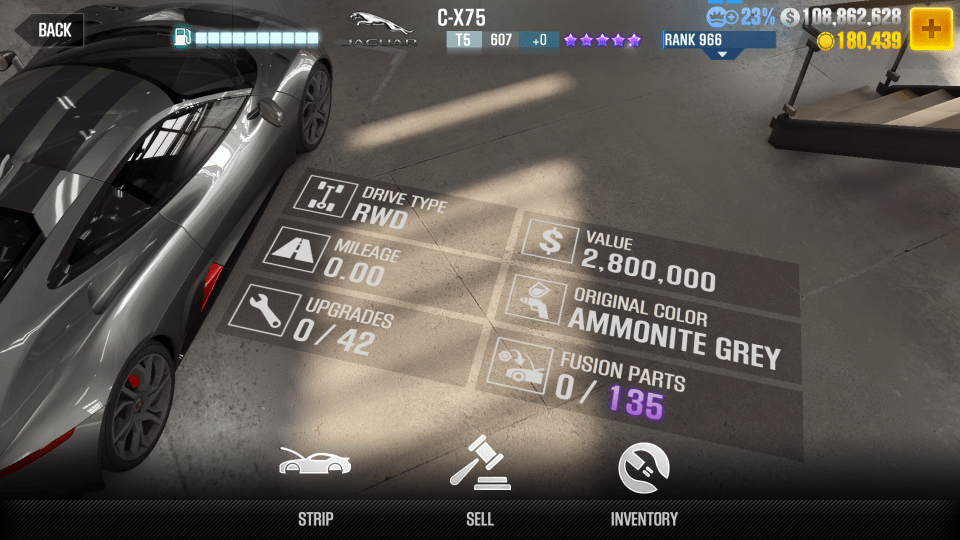 BACK
JAGUAR
C-X75
T5 607 +0
RANK 966
23%
108,862,628
180,439
DRIVE TYPE
RWD
MILEAGE
0.00
UPGRADES
0 / 42
$ VALUE
2,800,000
ORIGINAL COLOR
AMMONITE GREY
FUSION PARTS
0 / 135
STRIP
SELL
INVENTORY